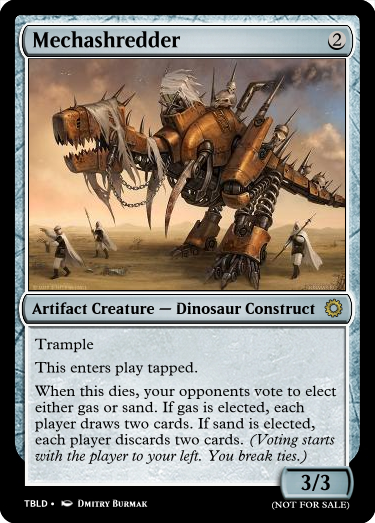 Mechashredder 2
Artifact Creature — Dinosaur Construct
Trample
This enters play tapped.
When this dies, your opponents vote to elect
either gas or sand. If gas is elected, each
player draws two cards. If sand is elected,
each player discards two cards. (Voting starts
with the player to your left. You break ties.)
3/3
TBLD • Dmitry Burmak
(NOT FOR SALE)